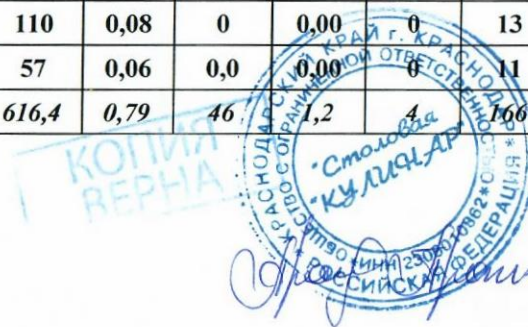 110 0,08 0 0,00 0 13
57 0,06 0,0 0,00 0 11
616,4 0,79 46 1,2 4 166
КОПИЯ
ВЕРНА
КРАСНОДАРСКИЙ КРАЙ г. КРАСНОДАР *
РОССИЙСКАЯ ФЕДЕРАЦИЯ
ОБЩЕСТВО С ОГРАНИЧЕННОЙ ОТВЕТСТВЕННОСТЬЮ
*ИНН
"Столовая
"КУЛИНАР"